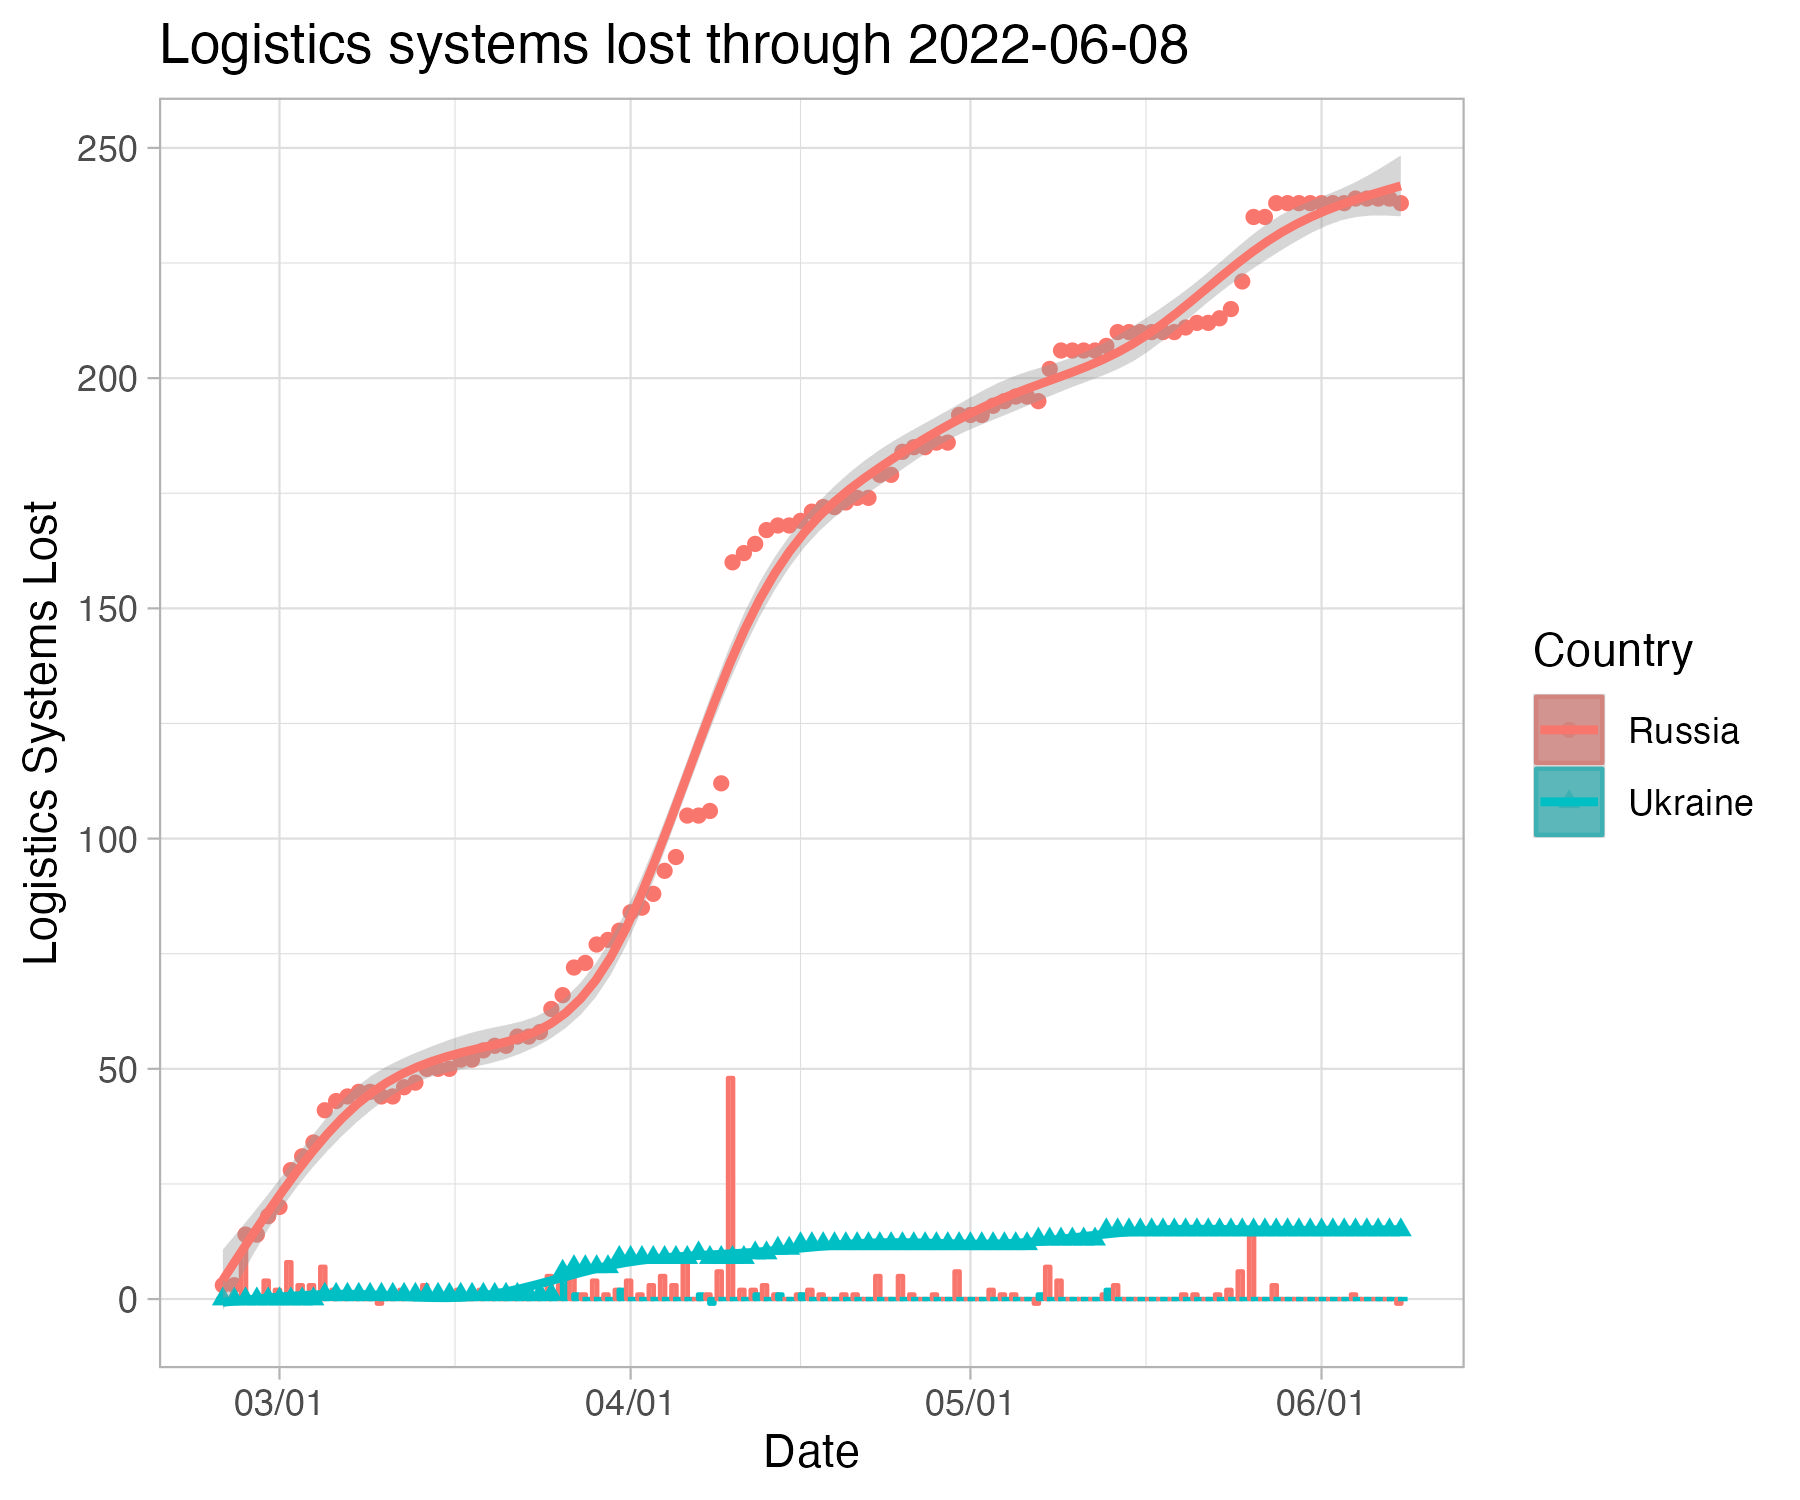 Logistics systems lost through 2022-06-08
Logistics Systems Lost
250
200
150
100
50
0
03/01 04/01 05/01 06/01
Date
Country
Russia
Ukraine